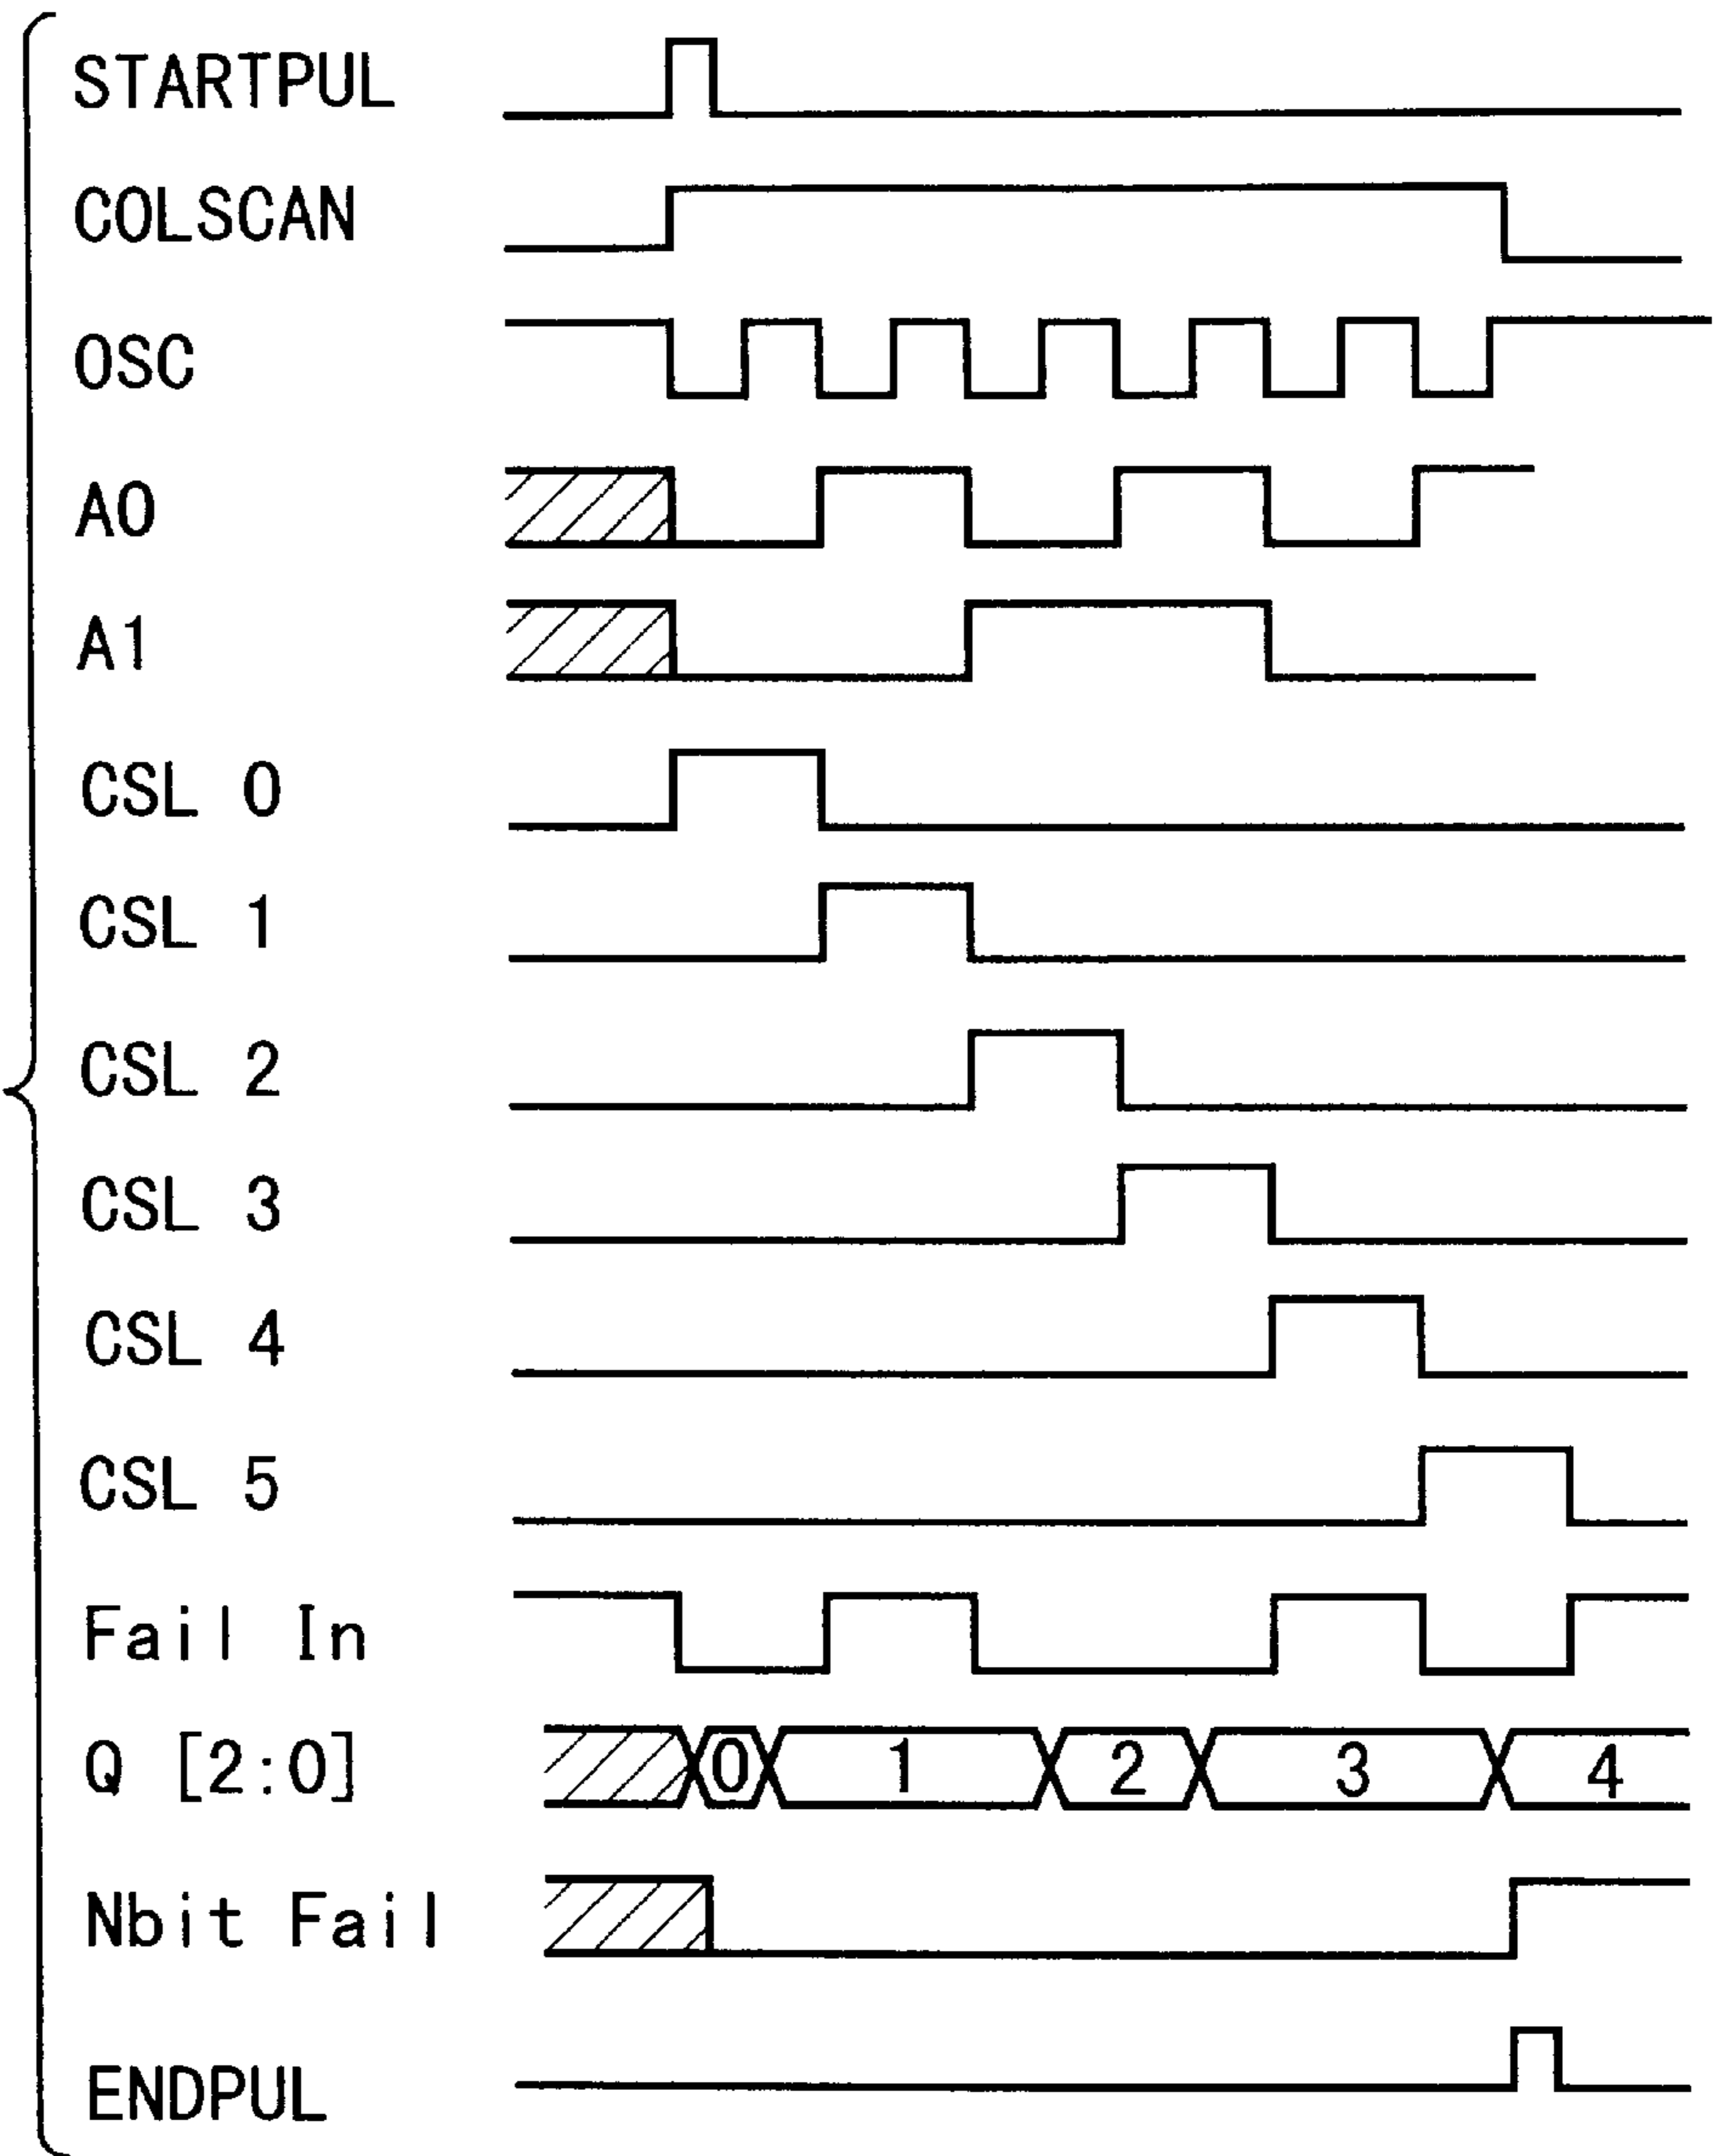 STARTPUL
COLSCAN
OSC
A0
A1
CSL 0
CSL 1
CSL 2
CSL 3
CSL 4
CSL 5
Fail In
Q [2:0] 0 1 2 3 4
Nbit Fail
ENDPUL